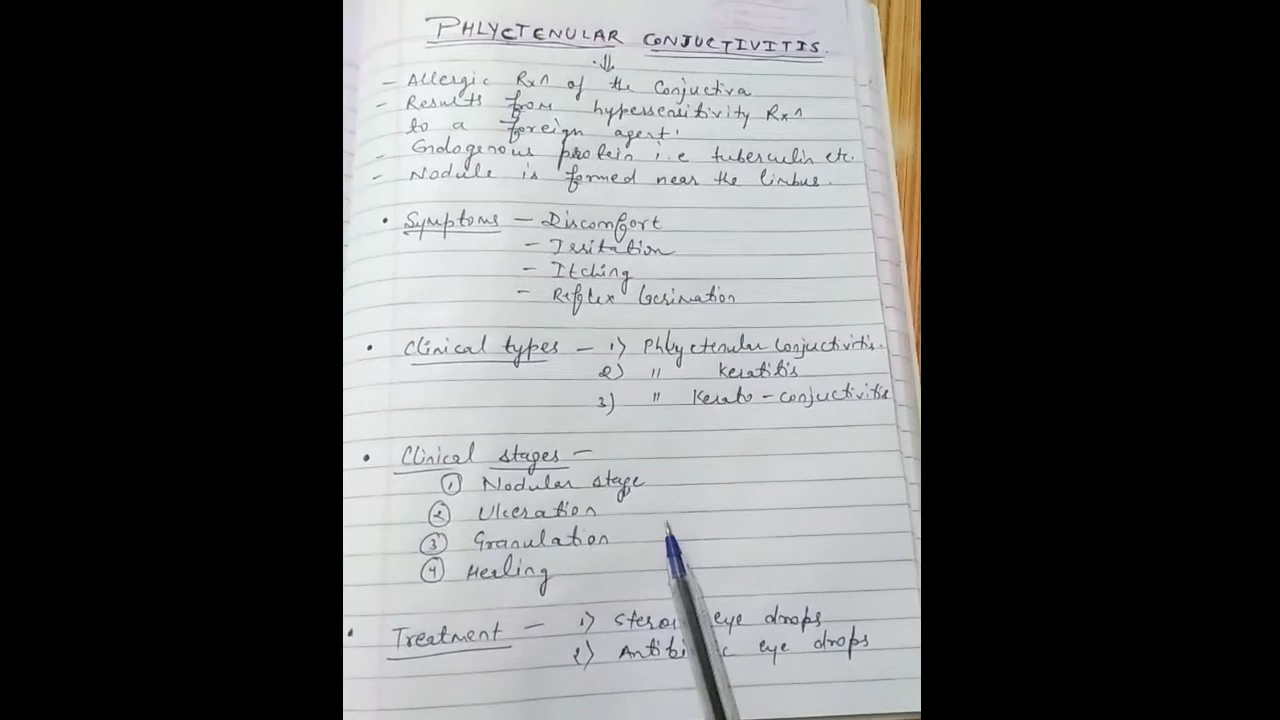 PHLYCTENULAR CONJUCTIVITIS.
- Allergic Rxn of the Conjuctiva
- Results from hypersensitivity Rxn
to a foreign agent.
- Endogenous protein i.e tuberculin etc.
- Nodule is formed near the limbus.
• Symptoms - Discomfort
- Irritation
- Itching
- Reflex lacrimation
• Clinical types - 1) Phlyctenular Conjuctivitis.
2) " Keratitis
3) " Kerato-conjuctivitis
• Clinical stages -
① Nodular stage
② Ulceration
③ Granulation
④ Healing
• Treatment - 1) eye drops
2) eye drops